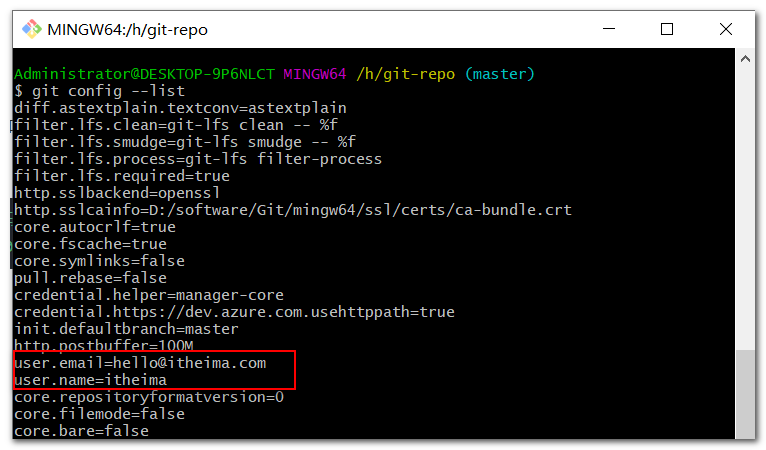 MINGW64:/h/git-repo
Administrator@DESKTOP-9P6NLCT MINGW64 /h/git-repo (master)
$ git config --list
diff.astextplain.textconv=astextplain
filter.lfs.clean=git-lfs clean -- %f
filter.lfs.smudge=git-lfs smudge -- %f
filter.lfs.process=git-lfs filter-process
filter.lfs.required=true
http.sslbackend=openssl
http.sslcainfo=D:/software/Git/mingw64/ssl/certs/ca-bundle.crt
core.autocrlf=true
core.fscache=true
core.symlinks=false
pull.rebase=false
credential.helper=manager-core
credential.https://dev.azure.com.usehttppath=true
init.defaultbranch=master
http.postbuffer=100M
user.email=hello@itheima.com
user.name=itheima
core.repositoryformatversion=0
core.filemode=false
core.bare=false